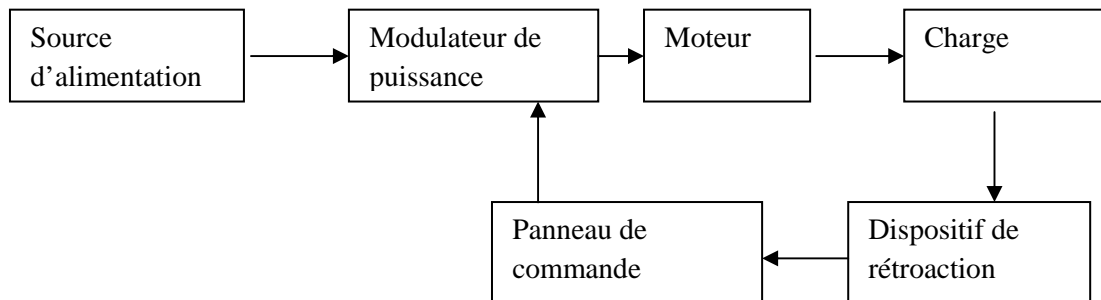 Source
d’alimentation
Modulateur de
puissance
Moteur
Charge
Panneau de
commande
Dispositif de
rétroaction